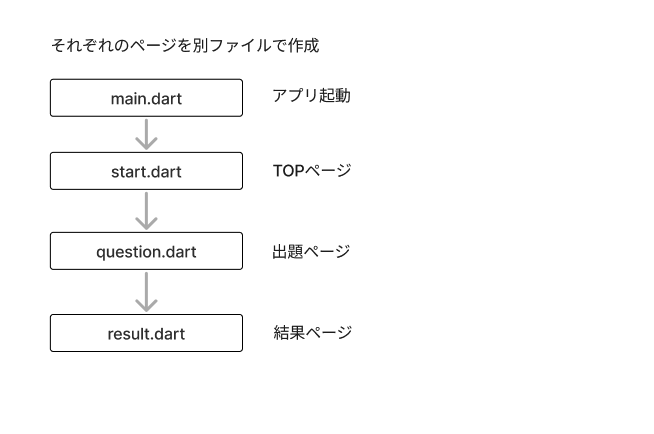 それぞれのページを別ファイルで作成
main.dart
アプリ起動
start.dart
TOPページ
question.dart
出題ページ
result.dart
結果ページ